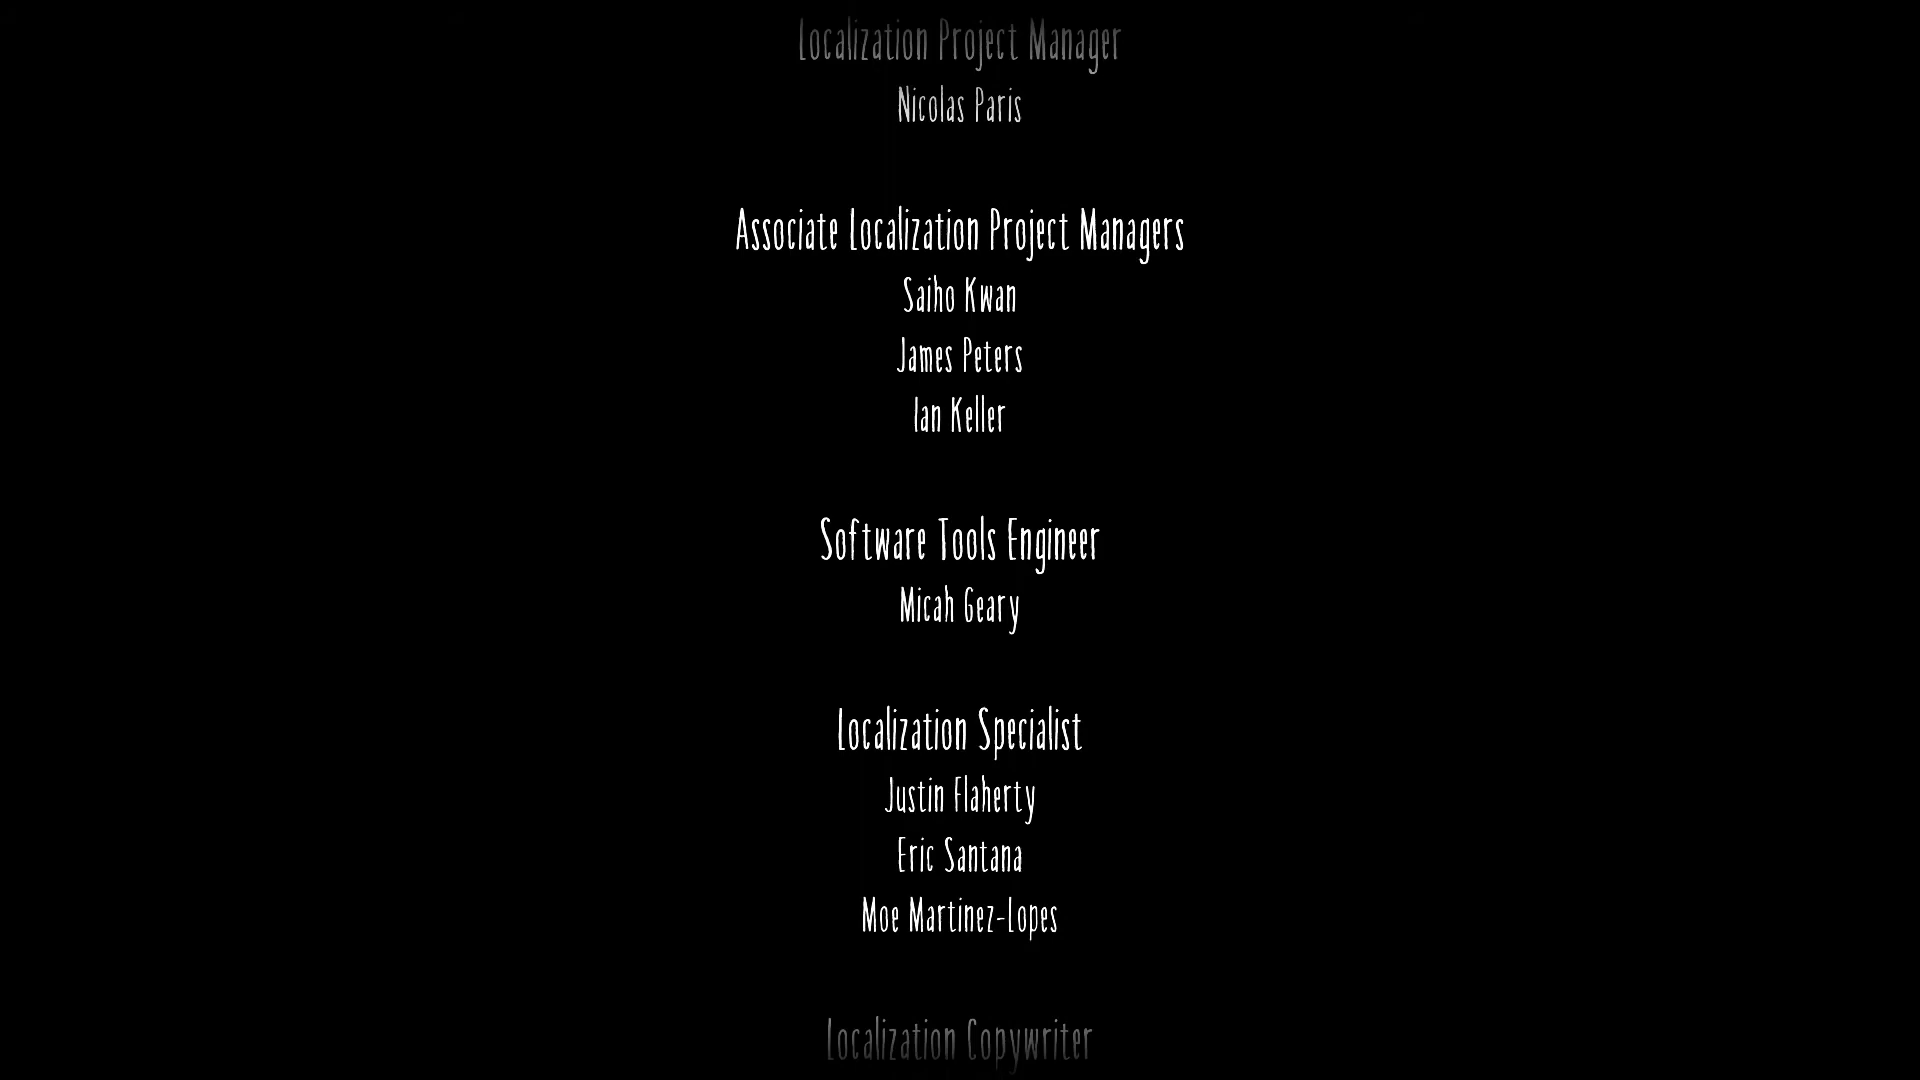 Localization Project Manager
Nicolas Paris
Associate Localization Project Managers
Saiho Kwan
James Peters
Ian Keller
Software Tools Engineer
Micah Geary
Localization Specialist
Justin Flaherty
Eric Santana
Moe Martinez-Lopes
Localization Copywriter